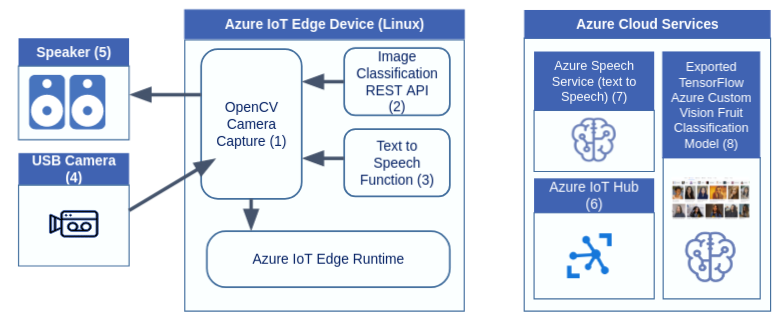 Azure IoT Edge Device (Linux)
Azure Cloud Services
Speaker (5)
USB Camera
(4)
OpenCV
Camera
Capture (1)
Image
Classification
REST API
(2)
Text to
Speech
Function (3)
Azure IoT Edge Runtime
Azure Speech
Service (text to
Speech) (7)
Azure IoT Hub
(6)
Exported
TensorFlow
Azure Custom
Vision Fruit
Classification
Model (8)